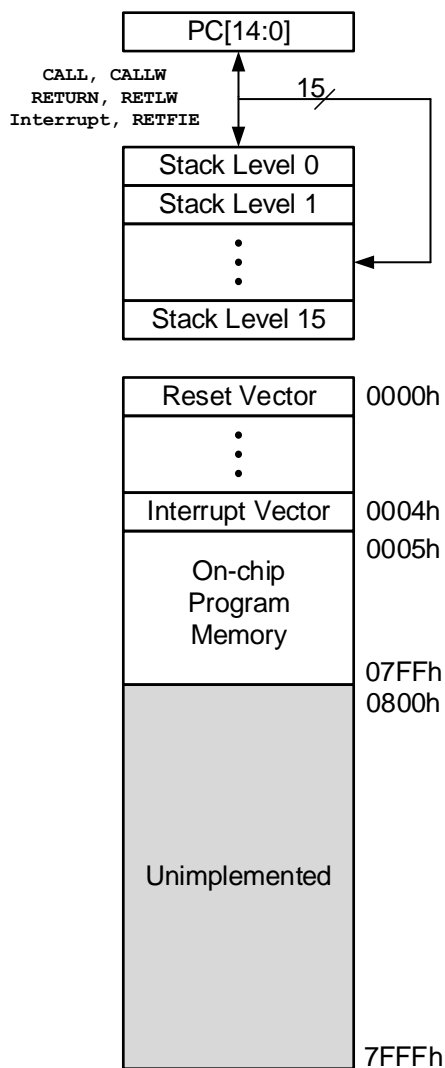 PC[14:0]
CALL, CALLW
RETURN, RETLW
Interrupt, RETFIE
15
Stack Level 0
Stack Level 1
Stack Level 15
Reset Vector
0000h
Interrupt Vector
0004h
0005h
On-chip
Program
Memory
07FFh
0800h
Unimplemented
7FFFh